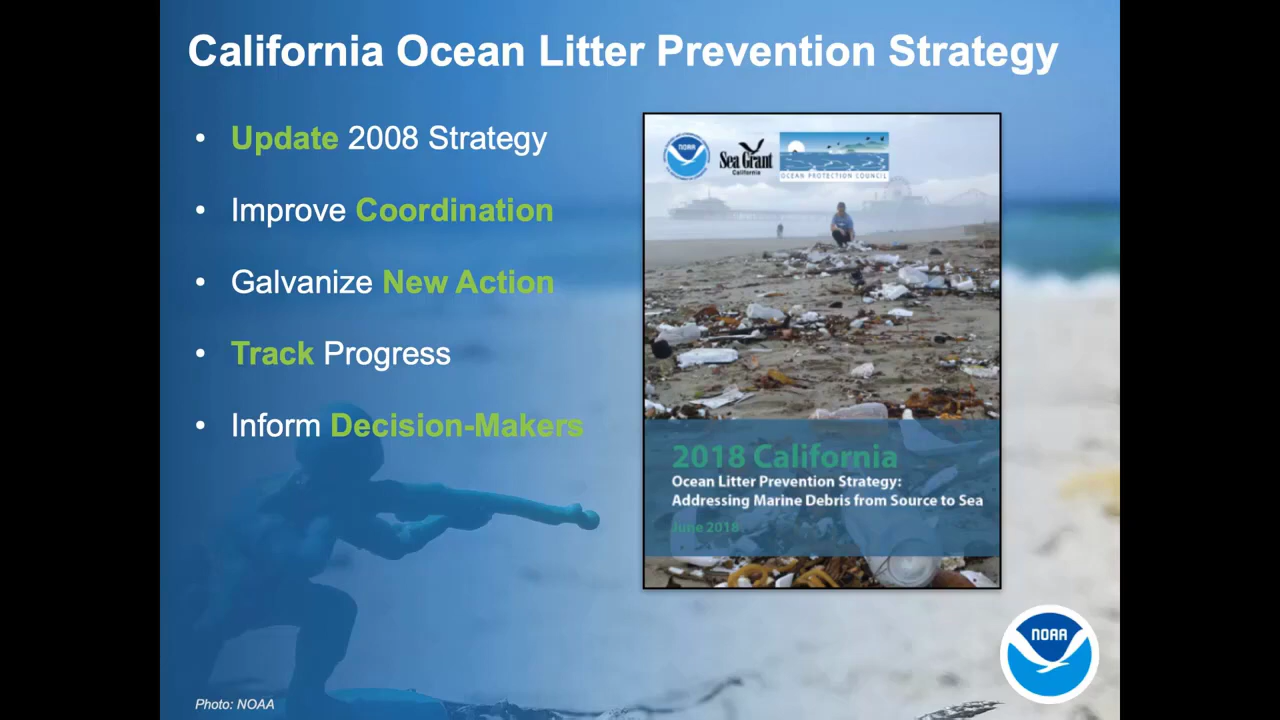 California Ocean Litter Prevention Strategy
• Update 2008 Strategy
• Improve Coordination
• Galvanize New Action
• Track Progress
• Inform Decision-Makers
NOAA
Sea Grant
California
OCEAN PROTECTION COUNCIL
2018 California
Ocean Litter Prevention Strategy:
Addressing Marine Debris from Source to Sea
June 2018
NOAA
Photo: NOAA